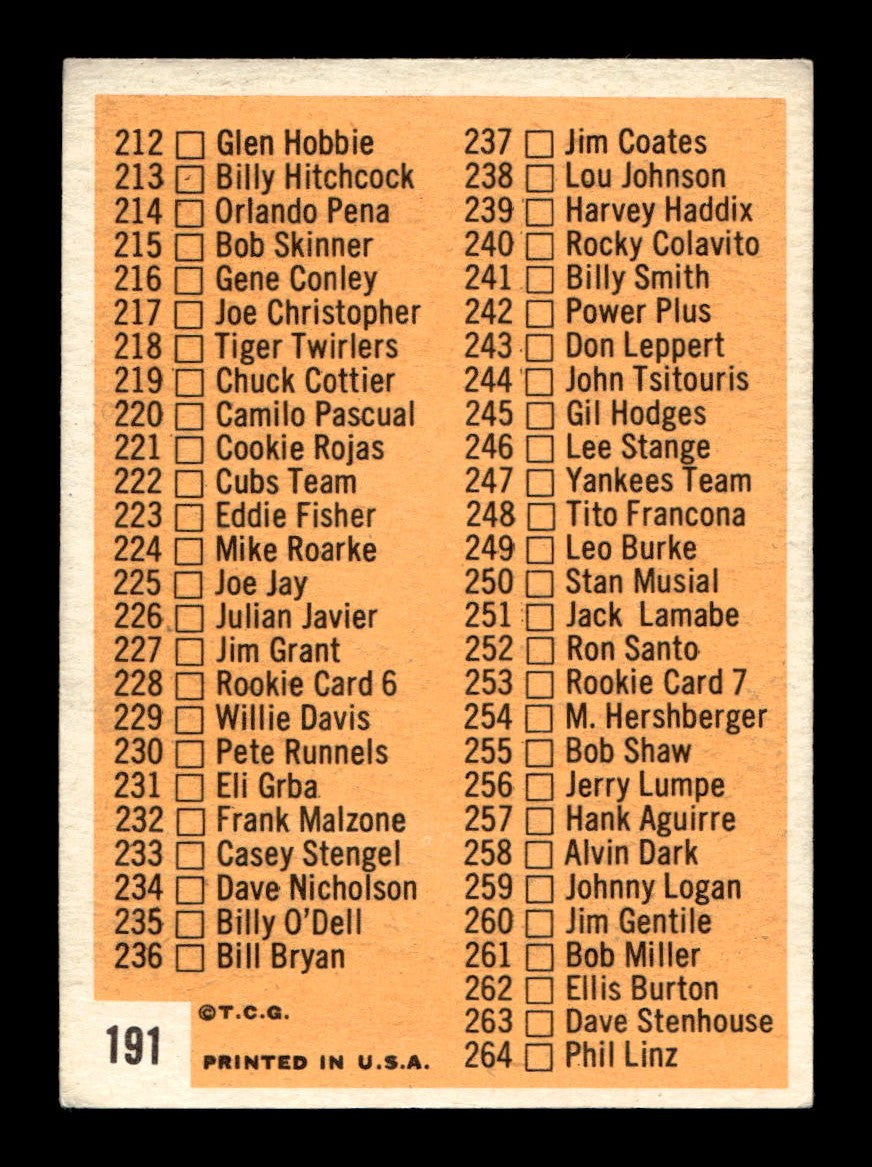 212 □ Glen Hobbie
213 □ Billy Hitchcock
214 □ Orlando Pena
215 □ Bob Skinner
216 □ Gene Conley
217 □ Joe Christopher
218 □ Tiger Twirlers
219 □ Chuck Cottier
220 □ Camilo Pascual
221 □ Cookie Rojas
222 □ Cubs Team
223 □ Eddie Fisher
224 □ Mike Roarke
225 □ Joe Jay
226 □ Julian Javier
227 □ Jim Grant
228 □ Rookie Card 6
229 □ Willie Davis
230 □ Pete Runnels
231 □ Eli Grba
232 □ Frank Malzone
233 □ Casey Stengel
234 □ Dave Nicholson
235 □ Billy O'Dell
236 □ Bill Bryan
237 □ Jim Coates
238 □ Lou Johnson
239 □ Harvey Haddix
240 □ Rocky Colavito
241 □ Billy Smith
242 □ Power Plus
243 □ Don Leppert
244 □ John Tsitouris
245 □ Gil Hodges
246 □ Lee Stange
247 □ Yankees Team
248 □ Tito Francona
249 □ Leo Burke
250 □ Stan Musial
251 □ Jack Lamabe
252 □ Ron Santo
253 □ Rookie Card 7
254 □ M. Hershberger
255 □ Bob Shaw
256 □ Jerry Lumpe
257 □ Hank Aguirre
258 □ Alvin Dark
259 □ Johnny Logan
260 □ Jim Gentile
261 □ Bob Miller
262 □ Ellis Burton
263 □ Dave Stenhouse
264 □ Phil Linz
©T.C.G.
191
PRINTED IN U.S.A.